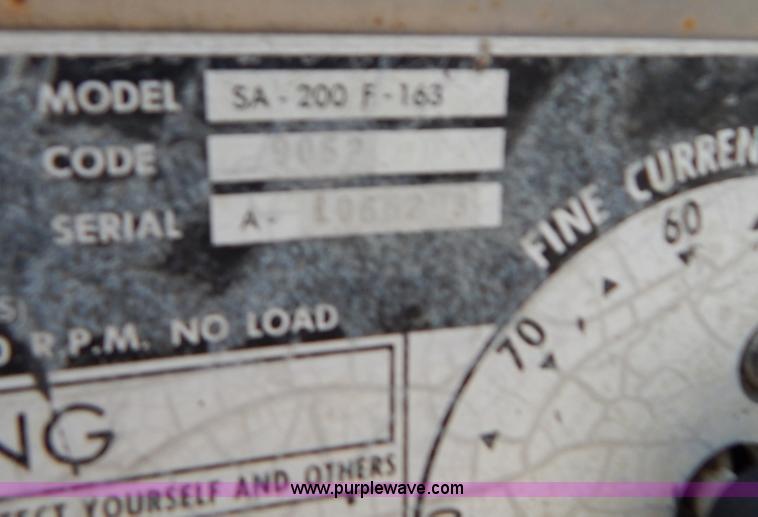 MODEL SA-200 F-163
CODE 9052
SERIAL A-
FINE CURREN
60
70
R.P.M. NO LOAD
NG
YOURSELF AND OTHERS
www.purplewave.com